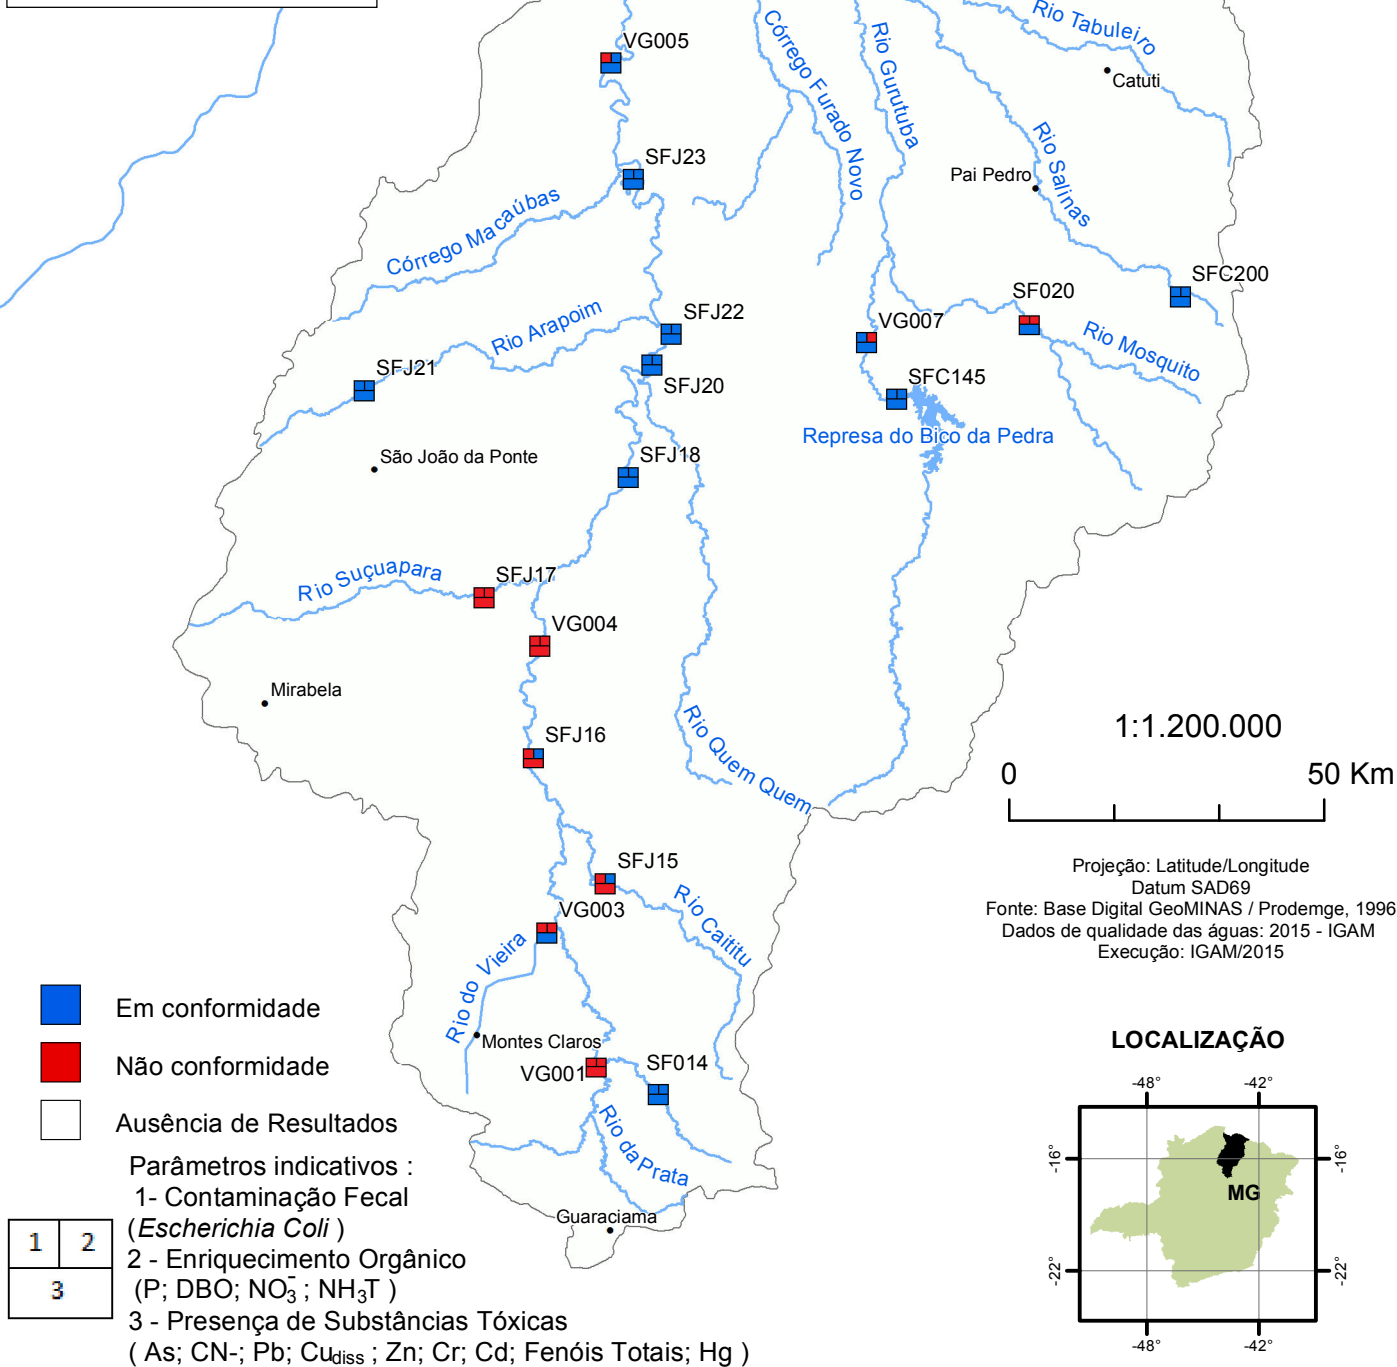 Rio Tabuleiro
VG005
Córrego Furado Novo
Rio Gurutuba
Catuti
SFJ23
Rio Salinas
Pai Pedro
Córrego Macaúbas
SFC200
SF020
SFJ22
VG007
Rio Arapoim
Rio Mosquito
SFJ21
SFJ20
SFC145
Represa do Bico da Pedra
São João da Ponte
SFJ18
Rio Suçuapara
SFJ17
VG004
Mirabela
Rio Quem Quem
SFJ16
1:1.200.000
0 50 Km
SFJ15
Rio Caititu
VG003
Rio do Vieira
Projeção: Latitude/Longitude
Datum SAD69
Fonte: Base Digital GeoMINAS / Prodemge, 1996
Dados de qualidade das águas: 2015 - IGAM
Execução: IGAM/2015
Montes Claros
VG001
SF014
Rio da Prata
Guaraciama
Em conformidade
Não conformidade
Ausência de Resultados
Parâmetros indicativos :
1- Contaminação Fecal
(Escherichia Coli )
2 - Enriquecimento Orgânico
(P; DBO; NO₃⁻ ; NH₃T )
3 - Presença de Substâncias Tóxicas
( As; CN-; Pb; Cudiss ; Zn; Cr; Cd; Fenóis Totais; Hg )
1 2
3
LOCALIZAÇÃO
-48° -42°
-16° -16°
MG
-22° -22°
-48° -42°